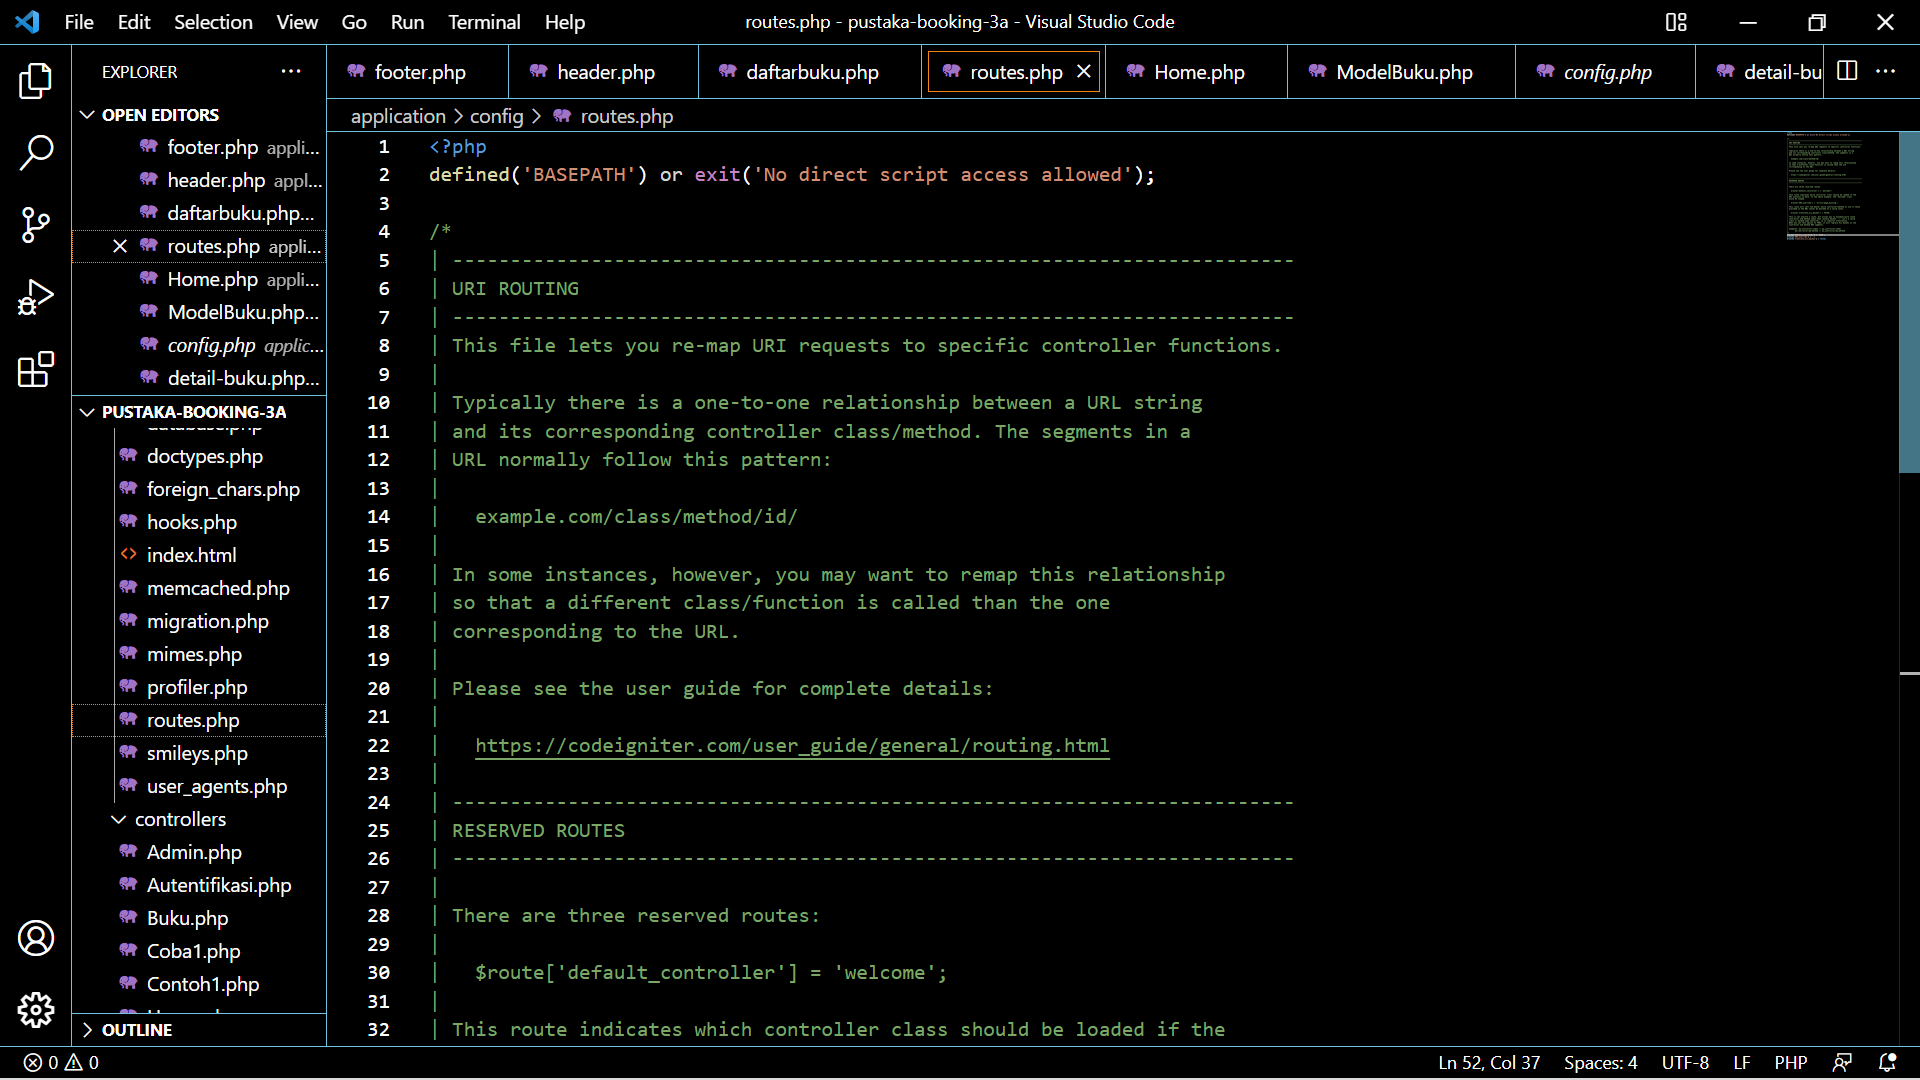 File Edit Selection View Go Run Terminal Help
routes.php - pustaka-booking-3a - Visual Studio Code
EXPLORER
OPEN EDITORS
footer.php appli...
header.php appl...
daftarbuku.php...
routes.php appli...
Home.php appli...
ModelBuku.php...
config.php applic...
detail-buku.php...
PUSTAKA-BOOKING-3A
database.php
doctypes.php
foreign_chars.php
hooks.php
index.html
memcached.php
migration.php
mimes.php
profiler.php
routes.php
smileys.php
user_agents.php
controllers
Admin.php
Autentifikasi.php
Buku.php
Coba1.php
Contoh1.php
OUTLINE
footer.php header.php daftarbuku.php routes.php Home.php ModelBuku.php config.php detail-bu
application > config > routes.php
1 <?php
2 defined('BASEPATH') or exit('No direct script access allowed');
3
4 /*
5 | -------------------------------------------------------------------------
6 | URI ROUTING
7 | -------------------------------------------------------------------------
8 | This file lets you re-map URI requests to specific controller functions.
9 |
10 | Typically there is a one-to-one relationship between a URL string
11 | and its corresponding controller class/method. The segments in a
12 | URL normally follow this pattern:
13 |
14 |   example.com/class/method/id/
15 |
16 | In some instances, however, you may want to remap this relationship
17 | so that a different class/function is called than the one
18 | corresponding to the URL.
19 |
20 | Please see the user guide for complete details:
21 |
22 |   https://codeigniter.com/user_guide/general/routing.html
23 |
24 | -------------------------------------------------------------------------
25 | RESERVED ROUTES
26 | -------------------------------------------------------------------------
27 |
28 | There are three reserved routes:
29 |
30 |   $route['default_controller'] = 'welcome';
31 |
32 | This route indicates which controller class should be loaded if the
0 0
Ln 52, Col 37 Spaces: 4 UTF-8 LF PHP